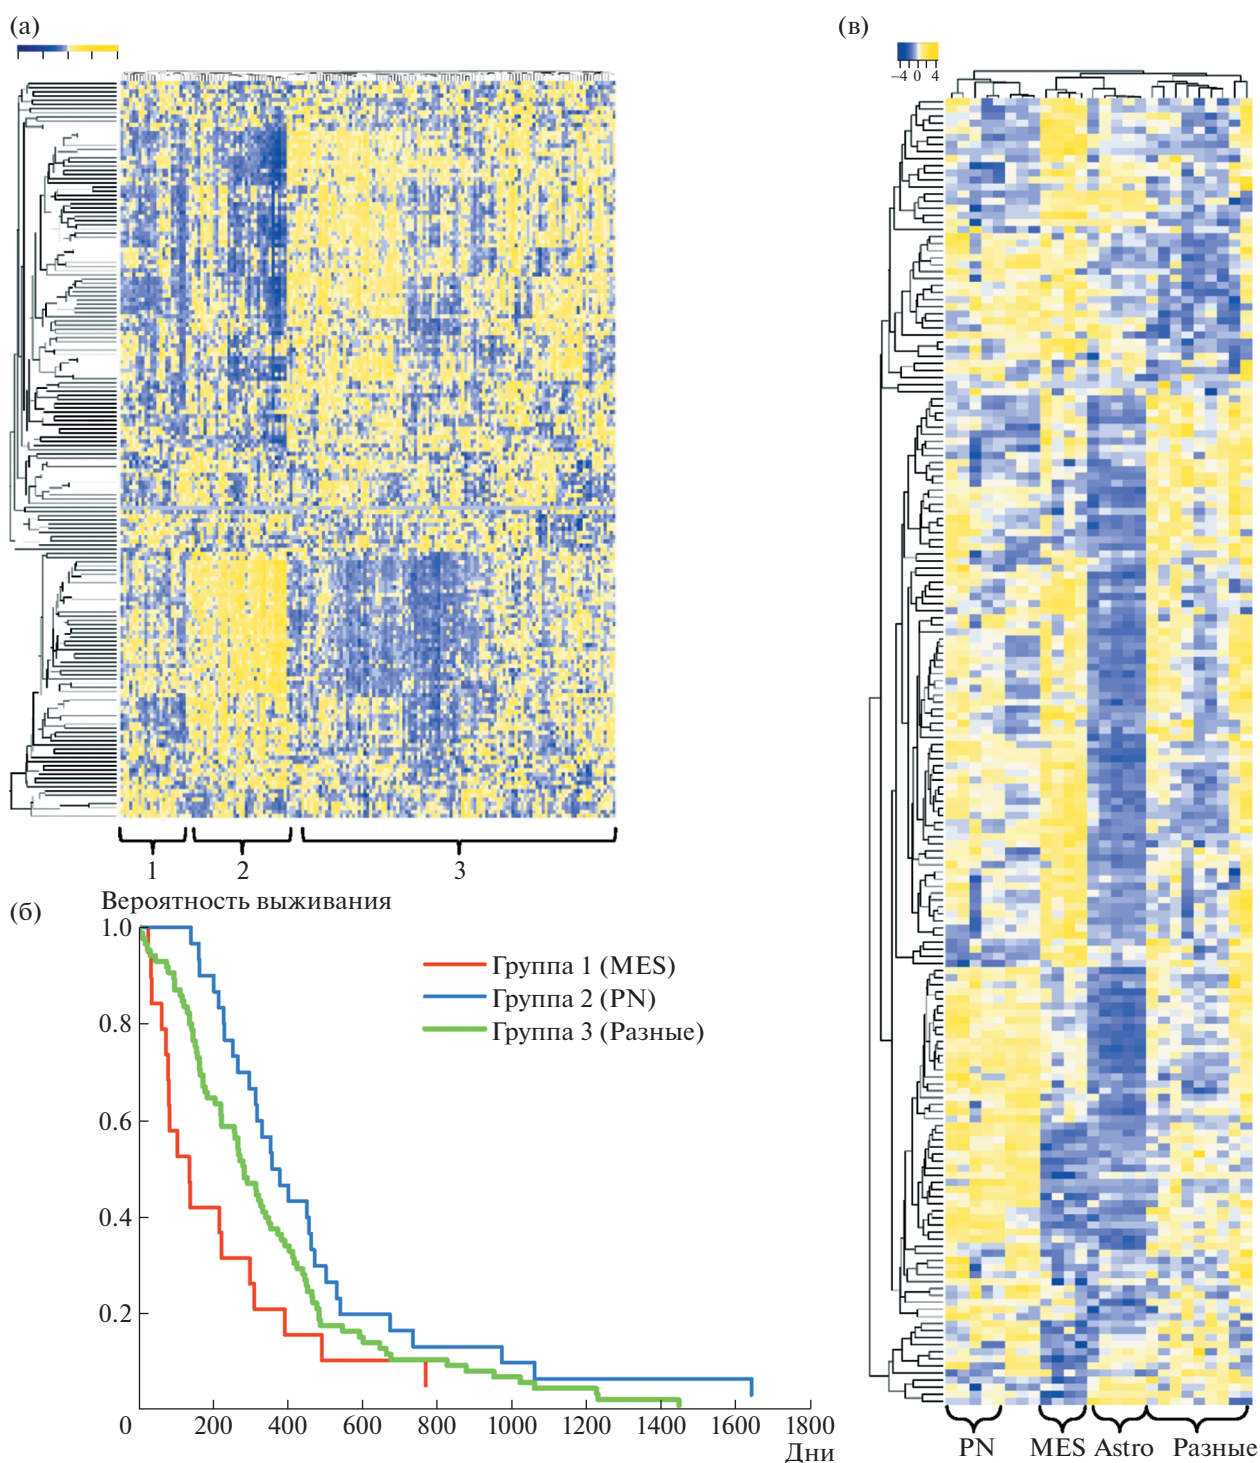 (а)
1
2
3
(б)
Вероятность выживания
1.0
0.8
0.6
0.4
0.2
0
200
400
600
800
1000
1200
1400
1600
1800
Дни
Группа 1 (MES)
Группа 2 (PN)
Группа 3 (Разные)
(в)
−4 0 4
PN MES Astro Разные